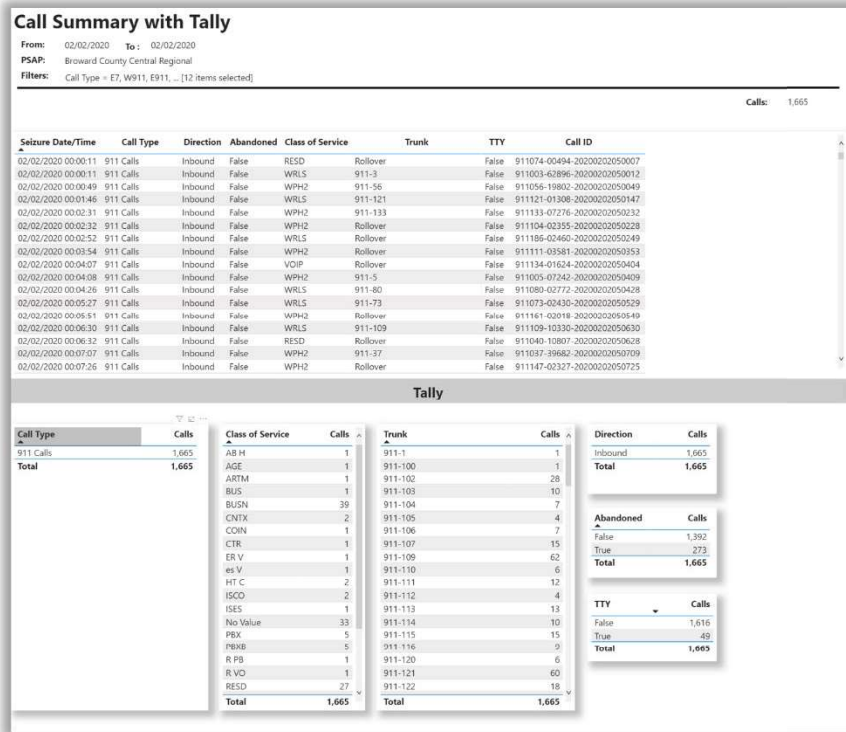 Call Summary with Tally
From: 02/02/2020 To : 02/02/2020
PSAP: Broward County Central Regional
Filters: Call Type = E7, W911, E911, ... [12 items selected]
Calls: 1,665
Seizure Date/Time Call Type Direction Abandoned Class of Service Trunk TTY Call ID
02/02/2020 00:00:11 911 Calls Inbound False RESD Rollover False 911074-00494-20200202050007
02/02/2020 00:00:11 911 Calls Inbound False WRLS 911-3 False 911003-62896-20200202050012
02/02/2020 00:00:49 911 Calls Inbound False WPH2 911-56 False 911056-19802-20200202050049
02/02/2020 00:01:46 911 Calls Inbound False WRLS 911-121 False 911121-01308-20200202050147
02/02/2020 00:02:31 911 Calls Inbound False WPH2 911-133 False 911133-07276-20200202050232
02/02/2020 00:02:32 911 Calls Inbound False WPH2 Rollover False 911104-02355-20200202050228
02/02/2020 00:02:52 911 Calls Inbound False WRLS Rollover False 911186-02460-20200202050249
02/02/2020 00:03:54 911 Calls Inbound False WPH2 Rollover False 911111-03581-20200202050353
02/02/2020 00:04:07 911 Calls Inbound False VOIP Rollover False 911134-01624-20200202050404
02/02/2020 00:04:08 911 Calls Inbound False WPH2 911-5 False 911005-07242-20200202050409
02/02/2020 00:04:26 911 Calls Inbound False WRLS 911-80 False 911080-02772-20200202050428
02/02/2020 00:05:27 911 Calls Inbound False WRLS 911-73 False 911073-02430-20200202050529
02/02/2020 00:05:51 911 Calls Inbound False WPH2 Rollover False 911161-02018-20200202050549
02/02/2020 00:06:30 911 Calls Inbound False WRLS 911-109 False 911109-10330-20200202050630
02/02/2020 00:06:32 911 Calls Inbound False RESD Rollover False 911040-10807-20200202050628
02/02/2020 00:07:07 911 Calls Inbound False WPH2 911-37 False 911037-39682-20200202050709
02/02/2020 00:07:26 911 Calls Inbound False WPH2 Rollover False 911147-02327-20200202050725
Tally
Call Type Calls
911 Calls 1,665
Total 1,665
Class of Service Calls
AB H 1
AGE 1
ARTM 1
BUS 1
BUSN 39
CNTX 2
COIN 1
CTR 1
ER V 1
es V 1
HT C 2
ISCO 2
ISES 1
No Value 33
PBX 5
PBXB 5
R PB 1
R VO 1
RESD 27
Total 1,665
Trunk Calls
911-1 1
911-100 1
911-102 28
911-103 10
911-104 7
911-105 4
911-106 7
911-107 15
911-109 62
911-110 6
911-111 12
911-112 4
911-113 13
911-114 10
911-115 15
911-116 9
911-120 6
911-121 60
911-122 18
Total 1,665
Direction Calls
Inbound 1,665
Total 1,665
Abandoned Calls
False 1,392
True 273
Total 1,665
TTY Calls
False 1,616
True 49
Total 1,665